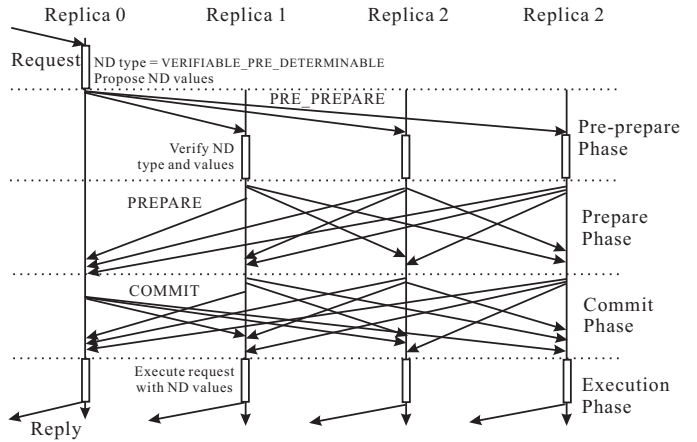 Replica 0 Replica 1 Replica 2 Replica 2
Request
ND type = VERIFIABLE_PRE_DETERMINABLE
Propose ND values
PRE_PREPARE
Verify ND
type and values
Pre-prepare
Phase
PREPARE
Prepare
Phase
COMMIT
Commit
Phase
Execute request
with ND values
Execution
Phase
Reply